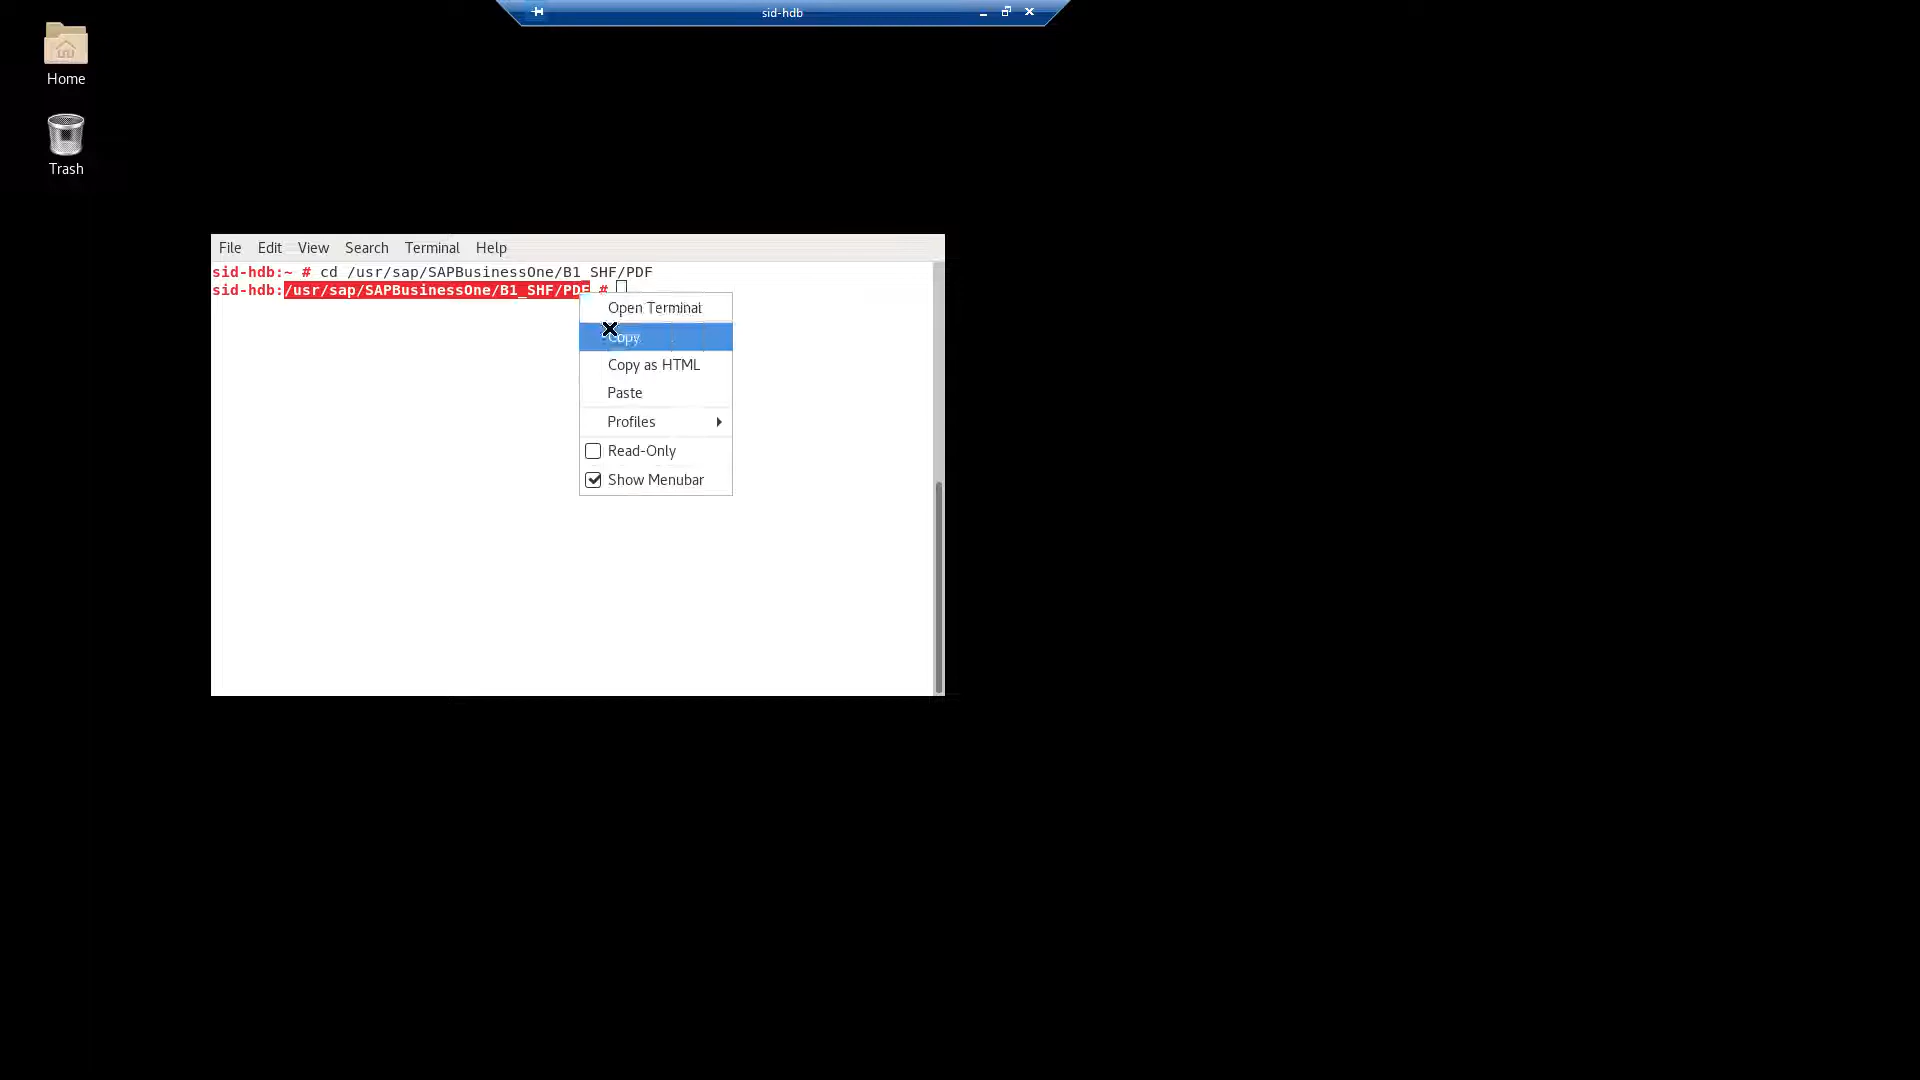 sid-hdb
Home
Trash
File Edit View Search Terminal Help
sid-hdb:~ # cd /usr/sap/SAPBusinessOne/B1_SHF/PDF
sid-hdb:/usr/sap/SAPBusinessOne/B1_SHF/PDF #
Open Terminal
Copy
Copy as HTML
Paste
Profiles
Read-Only
Show Menubar